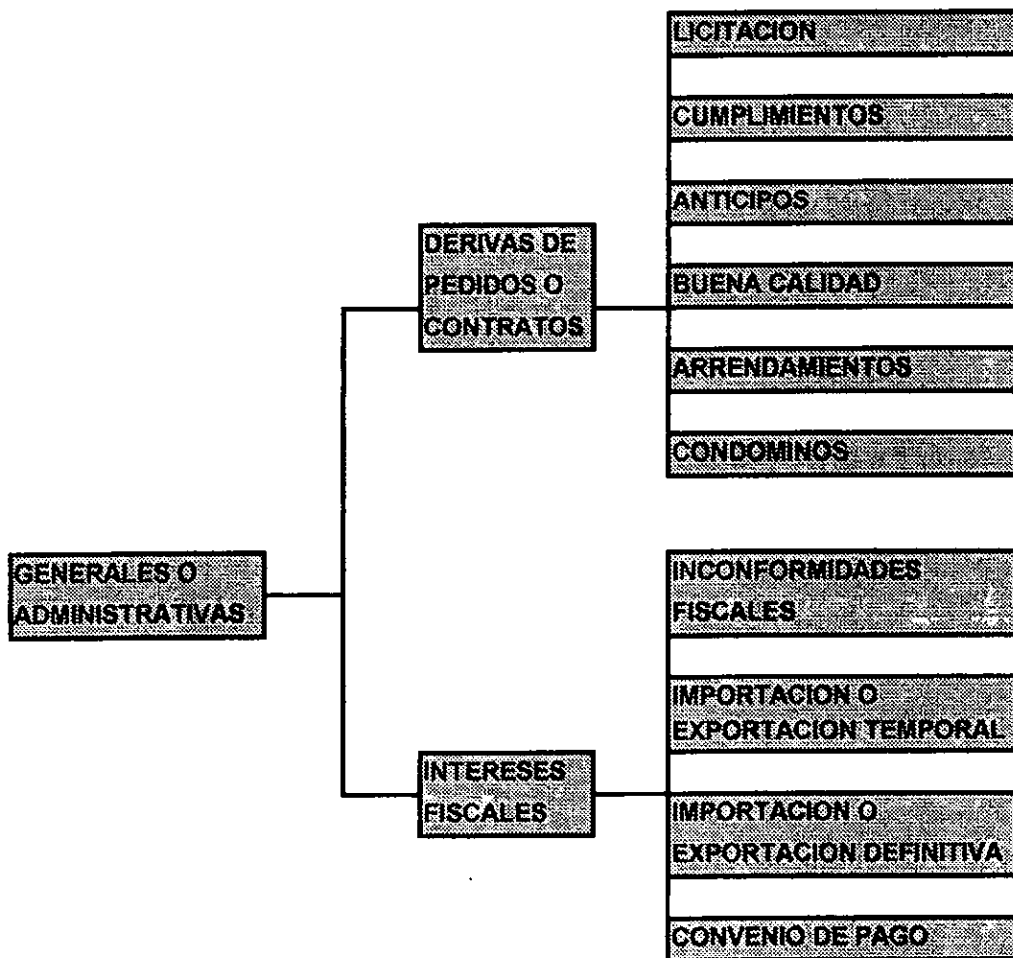 LICITACION
CUMPLIMIENTOS
ANTICIPOS
DERIVAS DE
PEDIDOS O
CONTRATOS
BUENA CALIDAD
ARRENDAMIENTOS
CONDOMINOS
GENERALES O
ADMINISTRATIVAS
INCONFORMIDADES
FISCALES
IMPORTACION O
EXPORTACION TEMPORAL
INTERESES
FISCALES
IMPORTACION O
EXPORTACION DEFINITIVA
CONVENIO DE PAGO